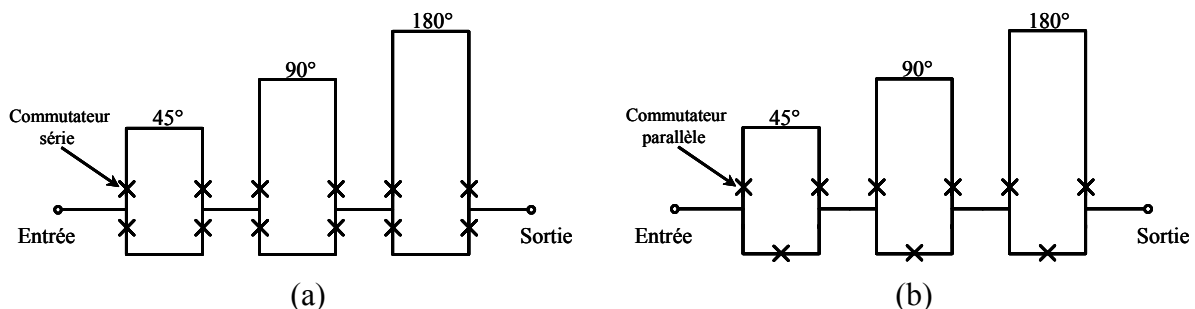 180°
90°
Commutateur
série
45°
Entrée
Sortie
(a)
180°
90°
Commutateur
parallèle
45°
Entrée
Sortie
(b)